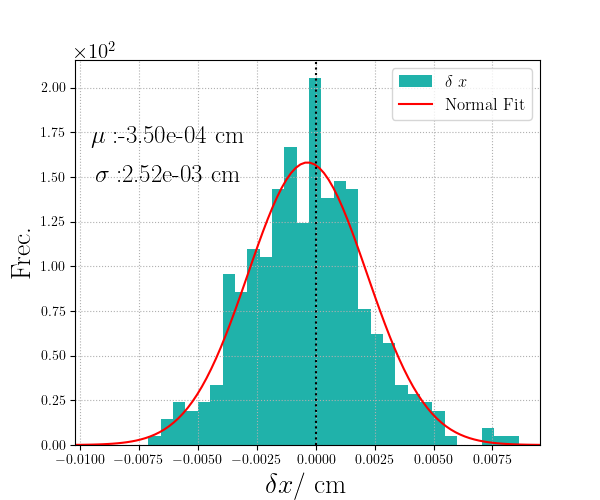 ×10²
δ x
Normal Fit
μ :-3.50e-04 cm
σ :2.52e-03 cm
Frec.
2.00
1.75
1.50
1.25
1.00
0.75
0.50
0.25
0.00
−0.0100 −0.0075 −0.0050 −0.0025 0.0000 0.0025 0.0050 0.0075
δx/ cm